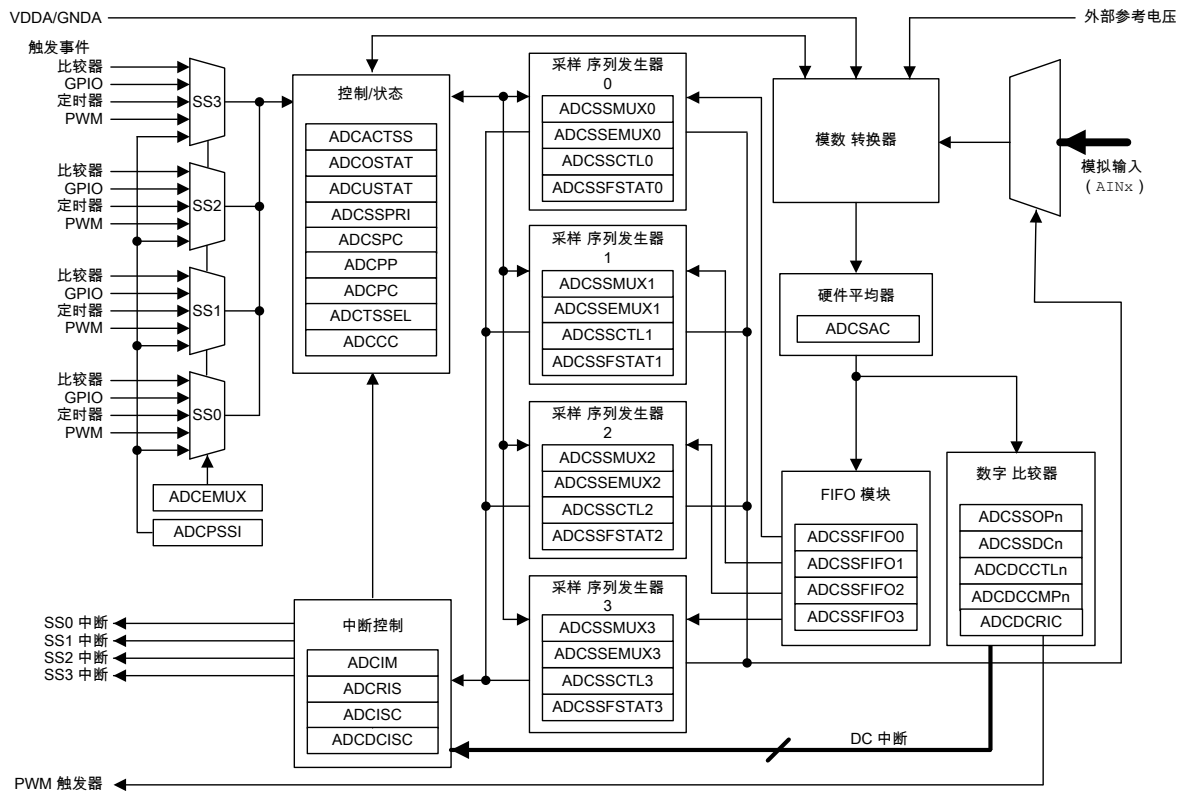 VDDA/GNDA
外部参考电压
触发事件
比较器
GPIO
定时器
PWM
SS3
比较器
GPIO
定时器
PWM
SS2
比较器
GPIO
定时器
PWM
SS1
比较器
GPIO
定时器
PWM
SS0
ADCEMUX
ADCPSSI
控制/状态
ADCACTSS
ADCOSTAT
ADCUSTAT
ADCSSPRI
ADCSPC
ADCPP
ADCPC
ADCTSSEL
ADCCC
采样 序列发生器
0
ADCSSMUX0
ADCSSEMUX0
ADCSSCTL0
ADCSSFSTAT0
采样 序列发生器
1
ADCSSMUX1
ADCSSEMUX1
ADCSSCTL1
ADCSSFSTAT1
采样 序列发生器
2
ADCSSMUX2
ADCSSEMUX2
ADCSSCTL2
ADCSSFSTAT2
采样 序列发生器
3
ADCSSMUX3
ADCSSEMUX3
ADCSSCTL3
ADCSSFSTAT3
模数 转换器
模拟输入
( AINx )
硬件平均器
ADCSAC
FIFO 模块
ADCSSFIFO0
ADCSSFIFO1
ADCSSFIFO2
ADCSSFIFO3
数字 比较器
ADCSSOPn
ADCSSDCn
ADCDCCTLn
ADCDCCMPn
ADCDCRIC
SS0 中断
SS1 中断
SS2 中断
SS3 中断
中断控制
ADCIM
ADCRIS
ADCISC
ADCDCISC
DC 中断
PWM 触发器